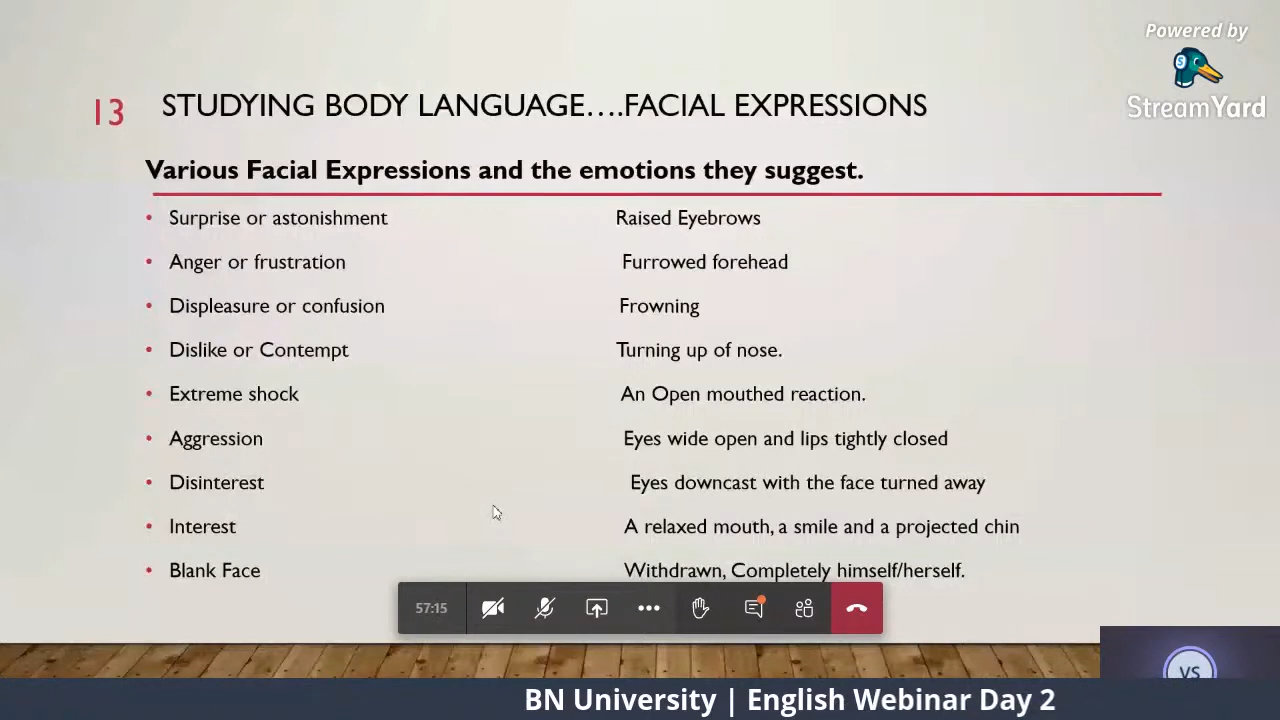 Powered by
StreamYard
13 STUDYING BODY LANGUAGE….FACIAL EXPRESSIONS
Various Facial Expressions and the emotions they suggest.
• Surprise or astonishment Raised Eyebrows
• Anger or frustration Furrowed forehead
• Displeasure or confusion Frowning
• Dislike or Contempt Turning up of nose.
• Extreme shock An Open mouthed reaction.
• Aggression Eyes wide open and lips tightly closed
• Disinterest Eyes downcast with the face turned away
• Interest A relaxed mouth, a smile and a projected chin
• Blank Face Withdrawn, Completely himself/herself.
57:15
VS
BN University | English Webinar Day 2